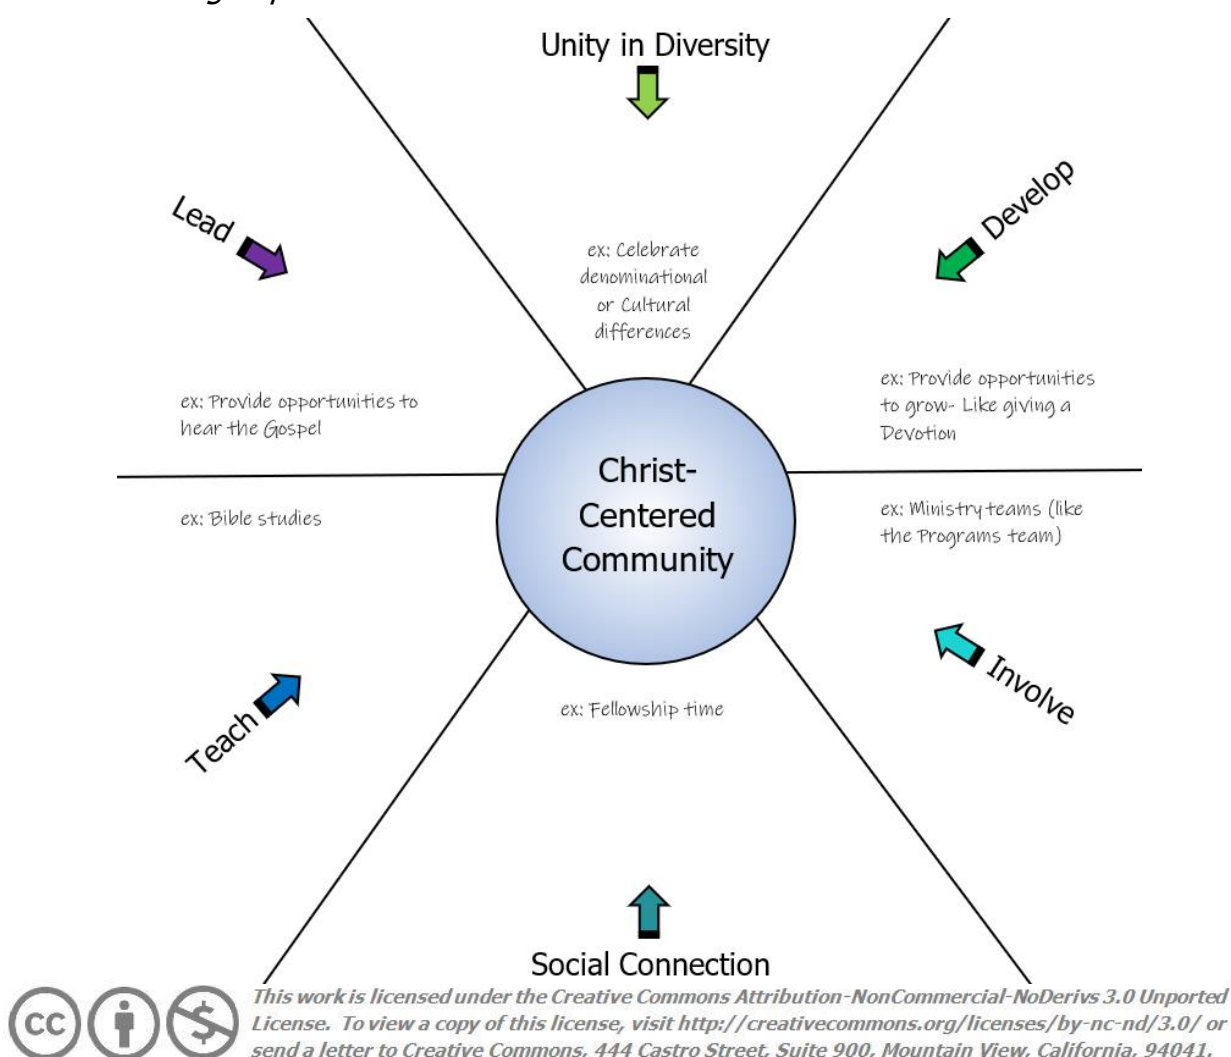 Unity in Diversity
Lead
Develop
ex: Celebrate
denominational
or Cultural
differences
ex: Provide opportunities to
hear the Gospel
ex: Provide opportunities
to grow- Like giving a
Devotion
Christ-
Centered
Community
ex: Bible studies
ex: Ministry teams (like
the Programs team)
Teach
Involve
ex: Fellowship time
Social Connection
This work is licensed under the Creative Commons Attribution-NonCommercial-NoDerivs 3.0 Unported
License. To view a copy of this license, visit http://creativecommons.org/licenses/by-nc-nd/3.0/ or
send a letter to Creative Commons, 444 Castro Street, Suite 900, Mountain View, California, 94041,
cc